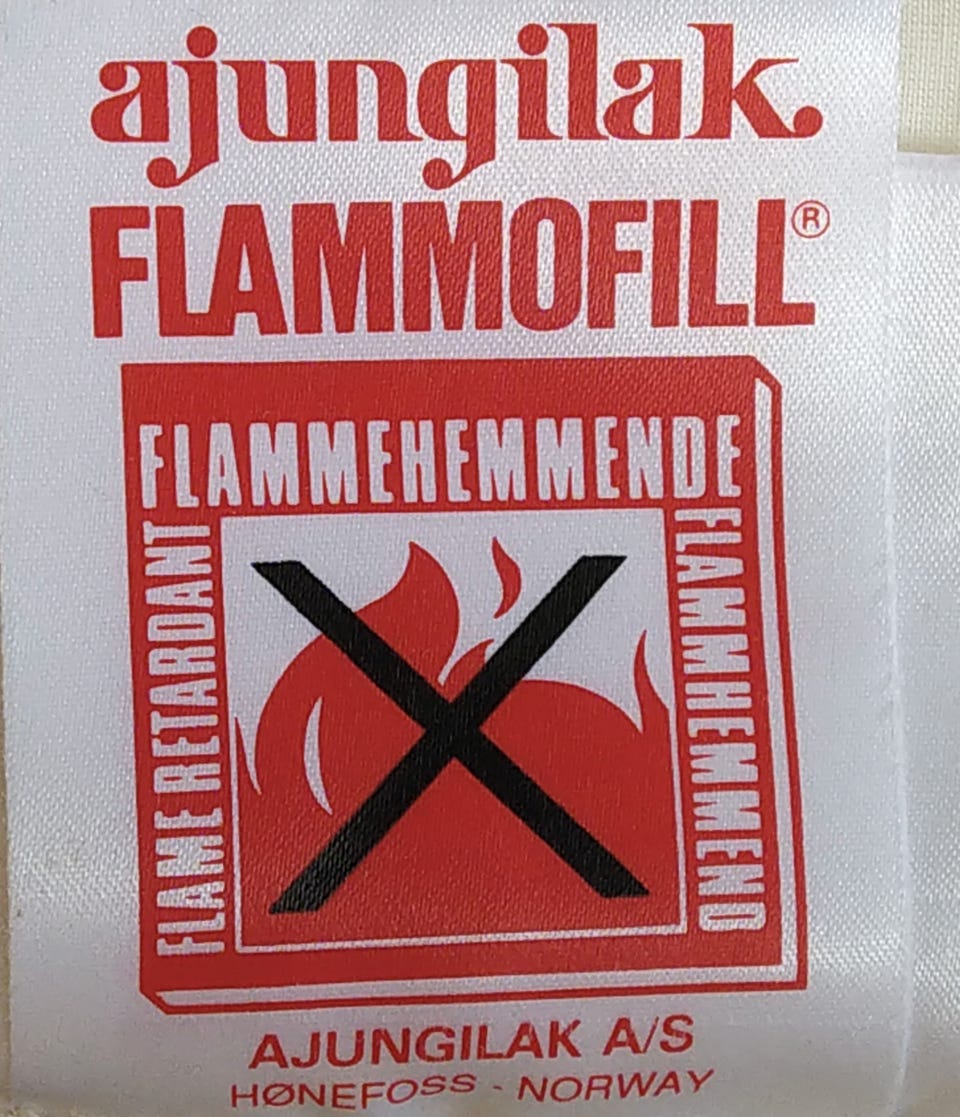 ajungilak
FLAMMOFILL®
FLAMMEHEMMENDE
FLAME RETARDANT
FLAMMHEMMEND
AJUNGILAK A/S
HØNEFOSS - NORWAY